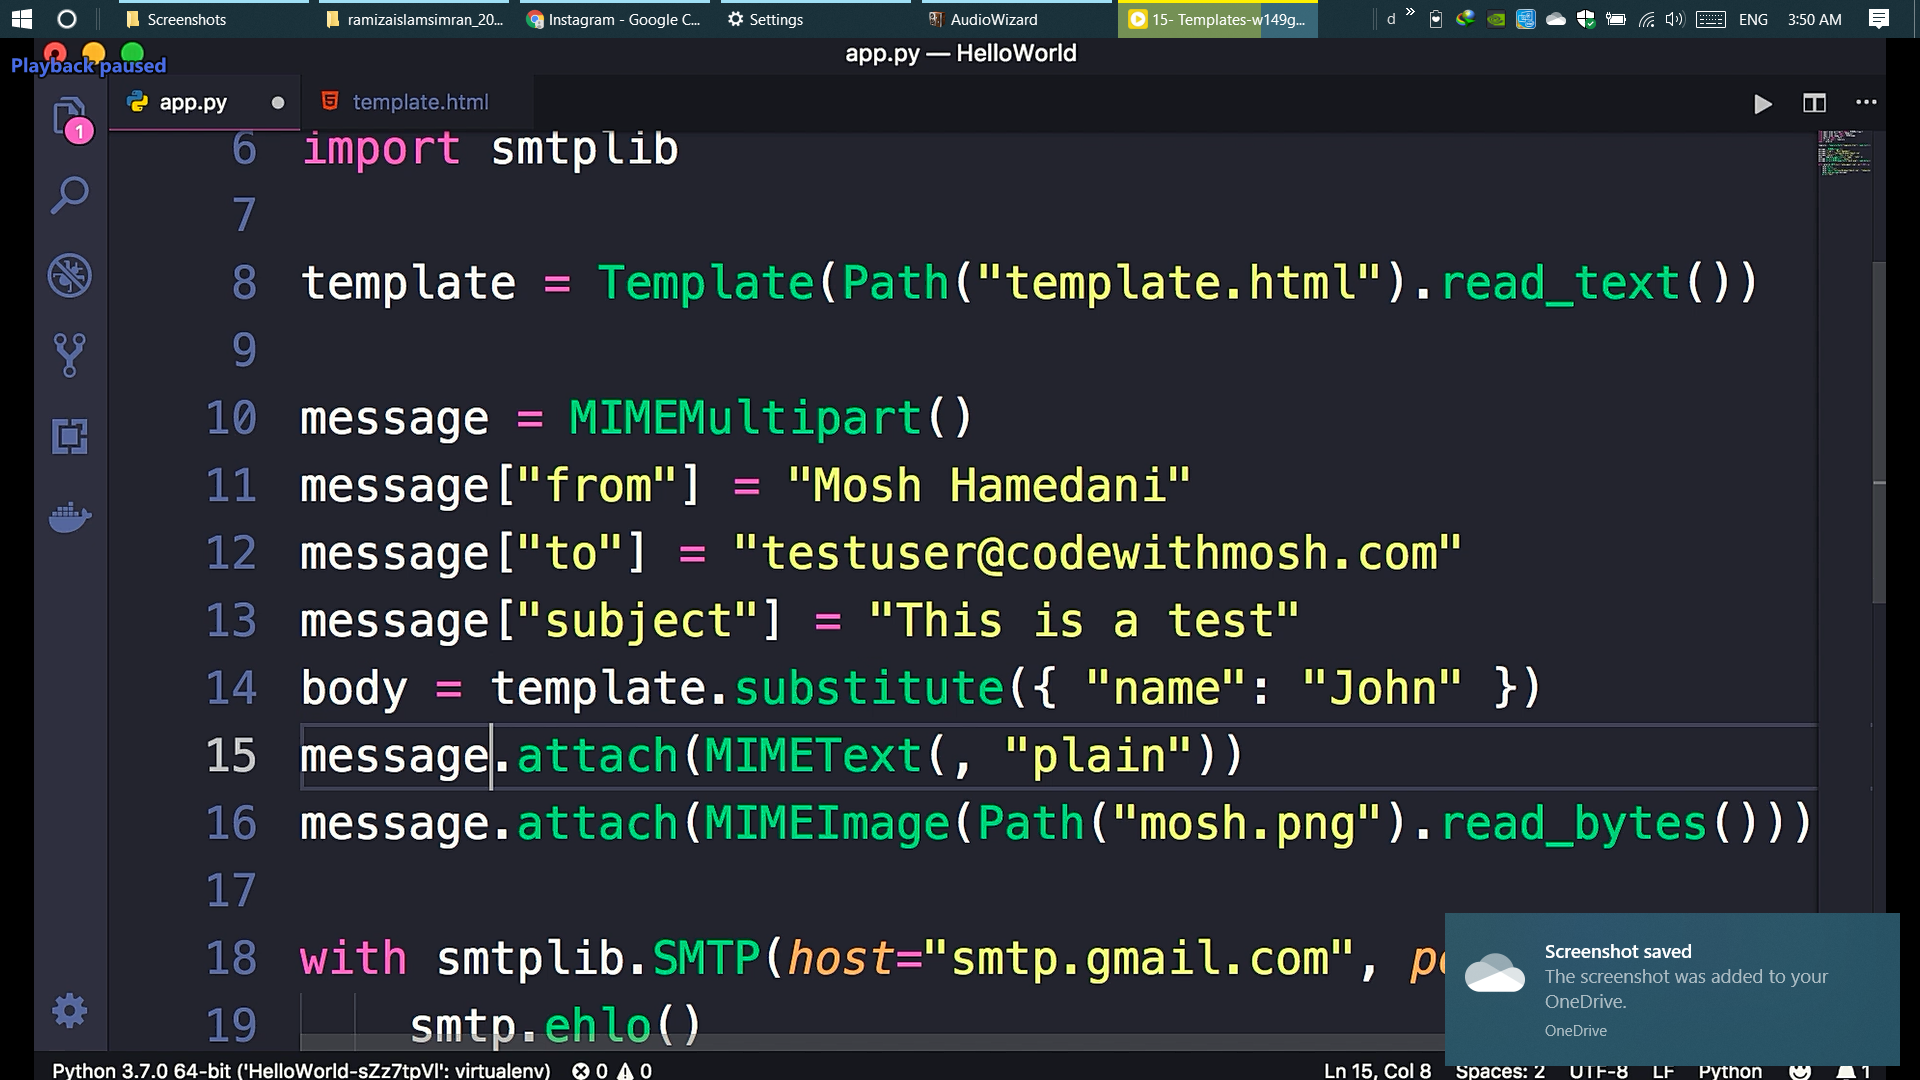 Screenshots
ramizaislamsimran_20...
Instagram - Google C...
Settings
AudioWizard
15- Templates-w149g...
d
»
ENG
3:50 AM
app.py — HelloWorld
Playback paused
1
app.py
template.html
6 import smtplib
7
8 template = Template(Path("template.html").read_text())
9
10 message = MIMEMultipart()
11 message["from"] = "Mosh Hamedani"
12 message["to"] = "testuser@codewithmosh.com"
13 message["subject"] = "This is a test"
14 body = template.substitute({ "name": "John" })
15 message.attach(MIMEText(, "plain"))
16 message.attach(MIMEImage(Path("mosh.png").read_bytes()))
17
18 with smtplib.SMTP(host="smtp.gmail.com",
19 smtp.ehlo()
Screenshot saved
The screenshot was added to your
OneDrive.
OneDrive
Python 3.7.0 64-bit ('HelloWorld-sZz7tpVl': virtualenv) 0 0 Ln 15, Col 8 Spaces: 2 UTF-8 LF Python 1